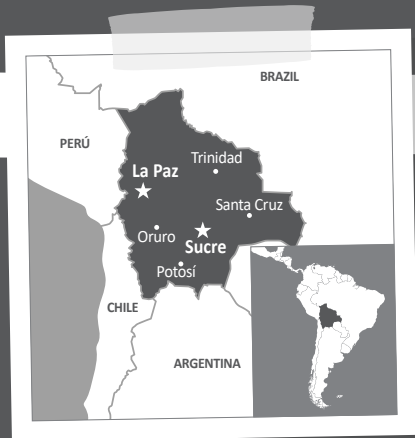 BRAZIL
PERÚ
Trinidad
La Paz
Santa Cruz
Oruro
Sucre
Potosí
CHILE
ARGENTINA